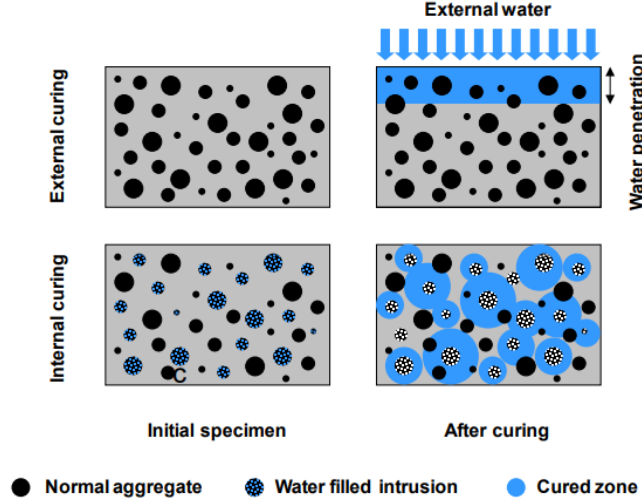 External water
External curing
Water penetration
Internal curing
C
Initial specimen
After curing
Normal aggregate
Water filled intrusion
Cured zone